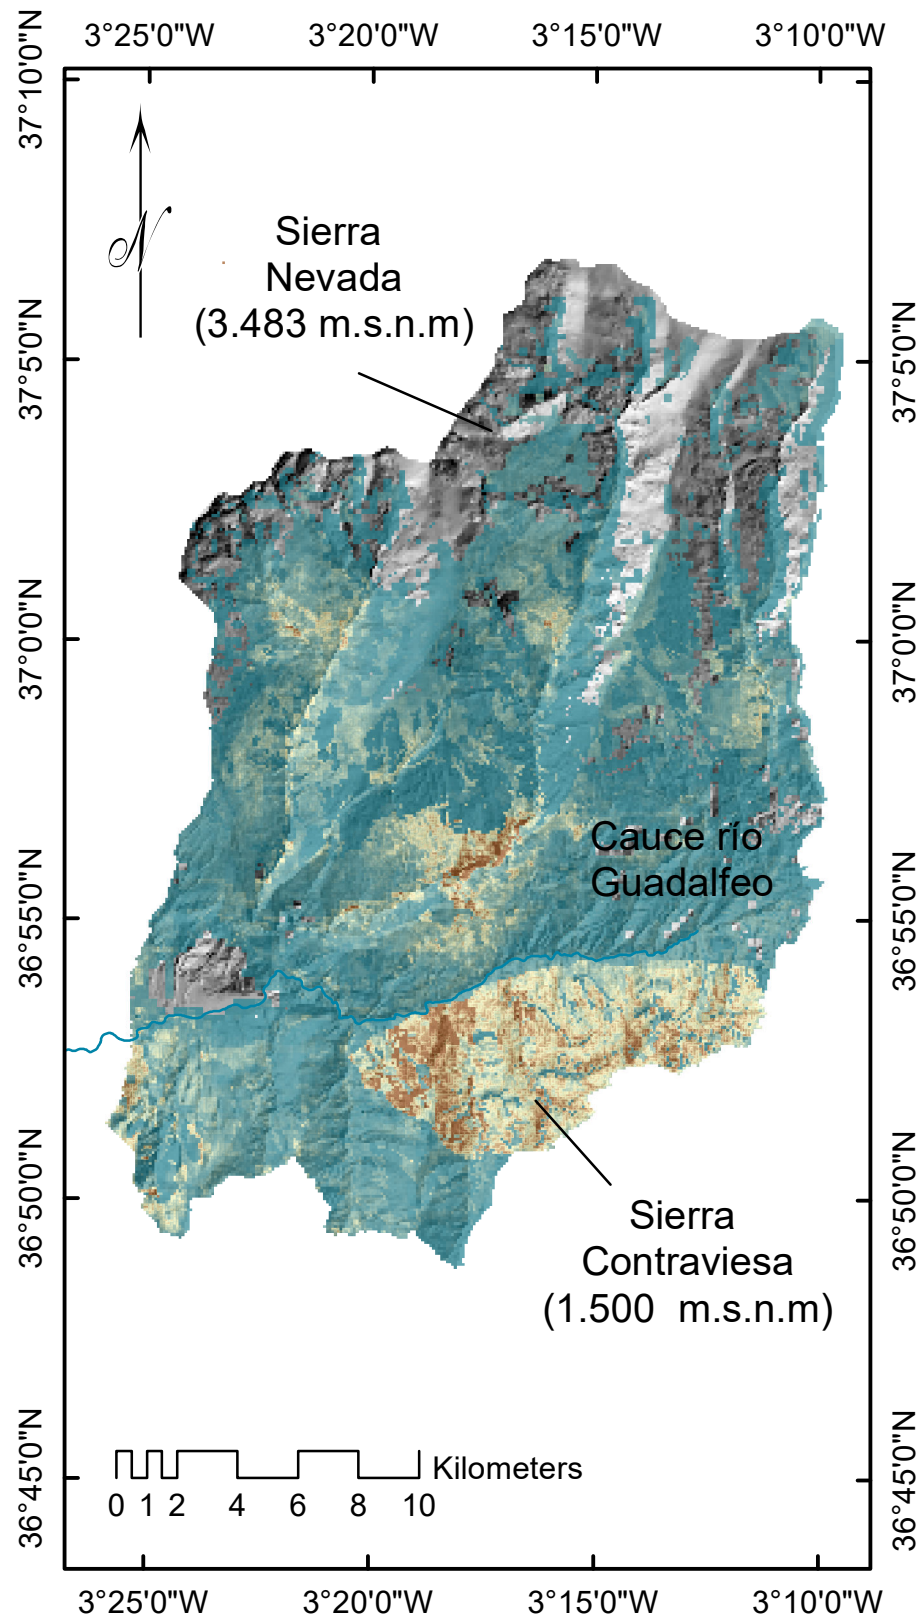 3°25'0"W 3°20'0"W 3°15'0"W 3°10'0"W
37°10'0"N
N
Sierra
Nevada
(3.483 m.s.n.m)
37°5'0"N 37°5'0"N
37°0'0"N 37°0'0"N
Cauce río
Guadalfeo
36°55'0"N 36°55'0"N
36°50'0"N 36°50'0"N
Sierra
Contraviesa
(1.500 m.s.n.m)
36°45'0"N 36°45'0"N
Kilometers
0 1 2 4 6 8 10
3°25'0"W 3°20'0"W 3°15'0"W 3°10'0"W